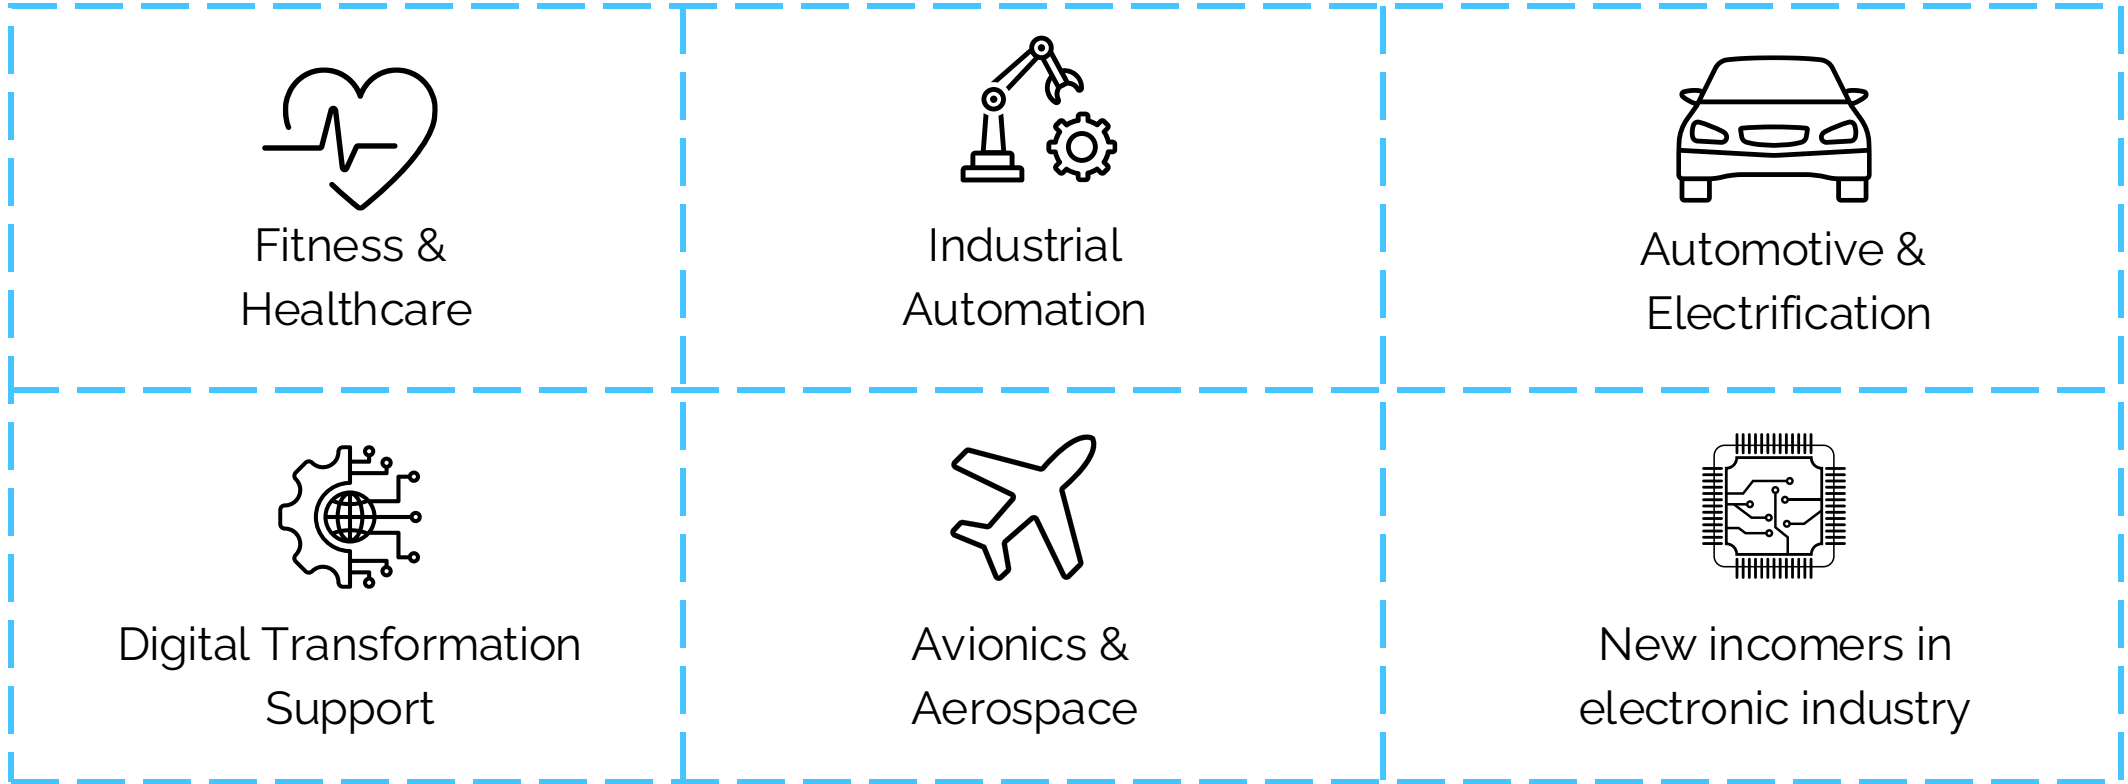 Fitness &
Healthcare
Industrial
Automation
Automotive &
Electrification
Digital Transformation
Support
Avionics &
Aerospace
New incomers in
electronic industry